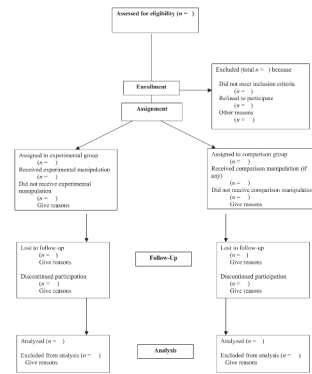 Assessed for eligibility (n = )
Enrollment
Excluded (total n = ) because
Did not meet inclusion criteria
(n = )
Refused to participate
(n = )
Other reasons
(n = )
Assignment
Assigned to experimental group
(n = )
Received experimental manipulation
(n = )
Did not receive experimental
manipulation
(n = )
Give reasons
Assigned to comparison group
(n = )
Received comparison manipulation (if
any)
(n = )
Did not receive comparison manipulation
(n = )
Give reasons
Follow-Up
Lost to follow-up
(n = )
Give reasons
Discontinued participation
(n = )
Give reasons
Lost to follow-up
(n = )
Give reasons
Discontinued participation
(n = )
Give reasons
Analysis
Analyzed (n = )
Excluded from analysis (n = )
Give reasons
Analyzed (n = )
Excluded from analysis (n = )
Give reasons